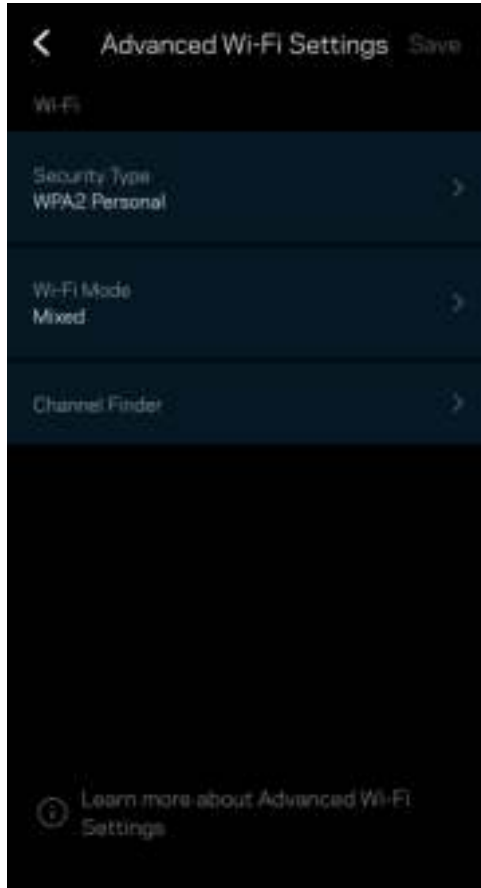 Advanced Wi-Fi Settings Save
Wi-Fi
Security Type
WPA2 Personal
Wi-Fi Mode
Mixed
Channel Finder
Learn more about Advanced Wi-Fi
Settings